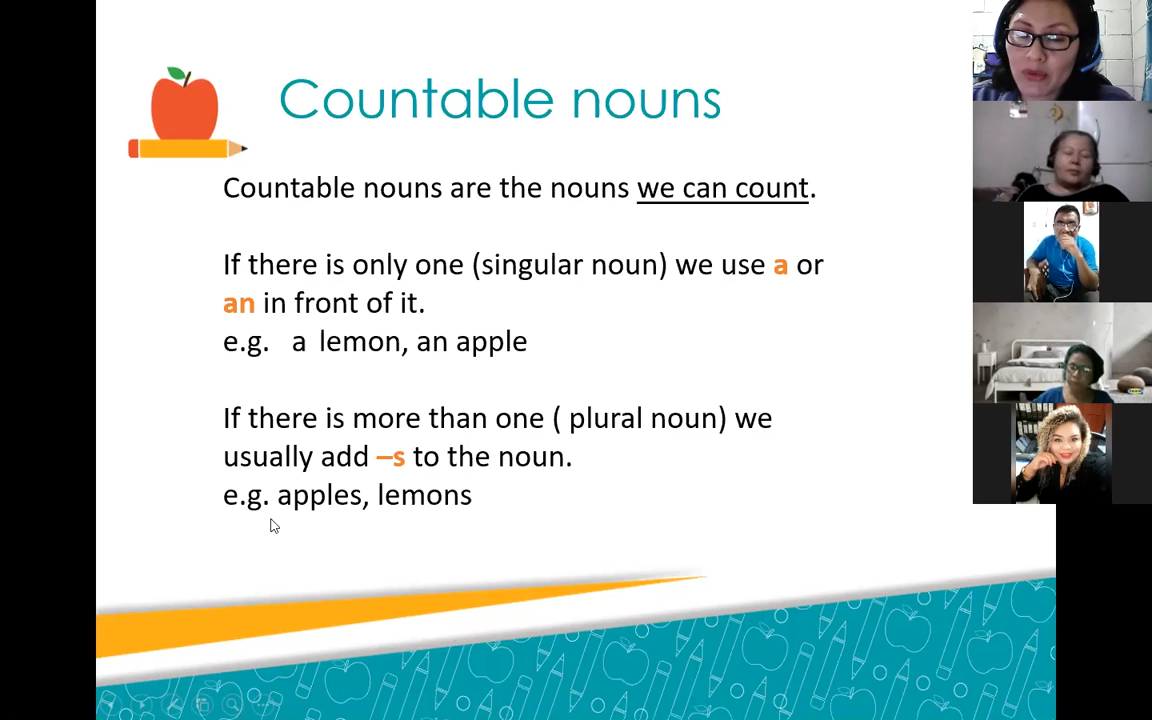 Countable nouns
Countable nouns are the nouns we can count.
If there is only one (singular noun) we use a or
an in front of it.
e.g. a lemon, an apple
If there is more than one ( plural noun) we
usually add –s to the noun.
e.g. apples, lemons